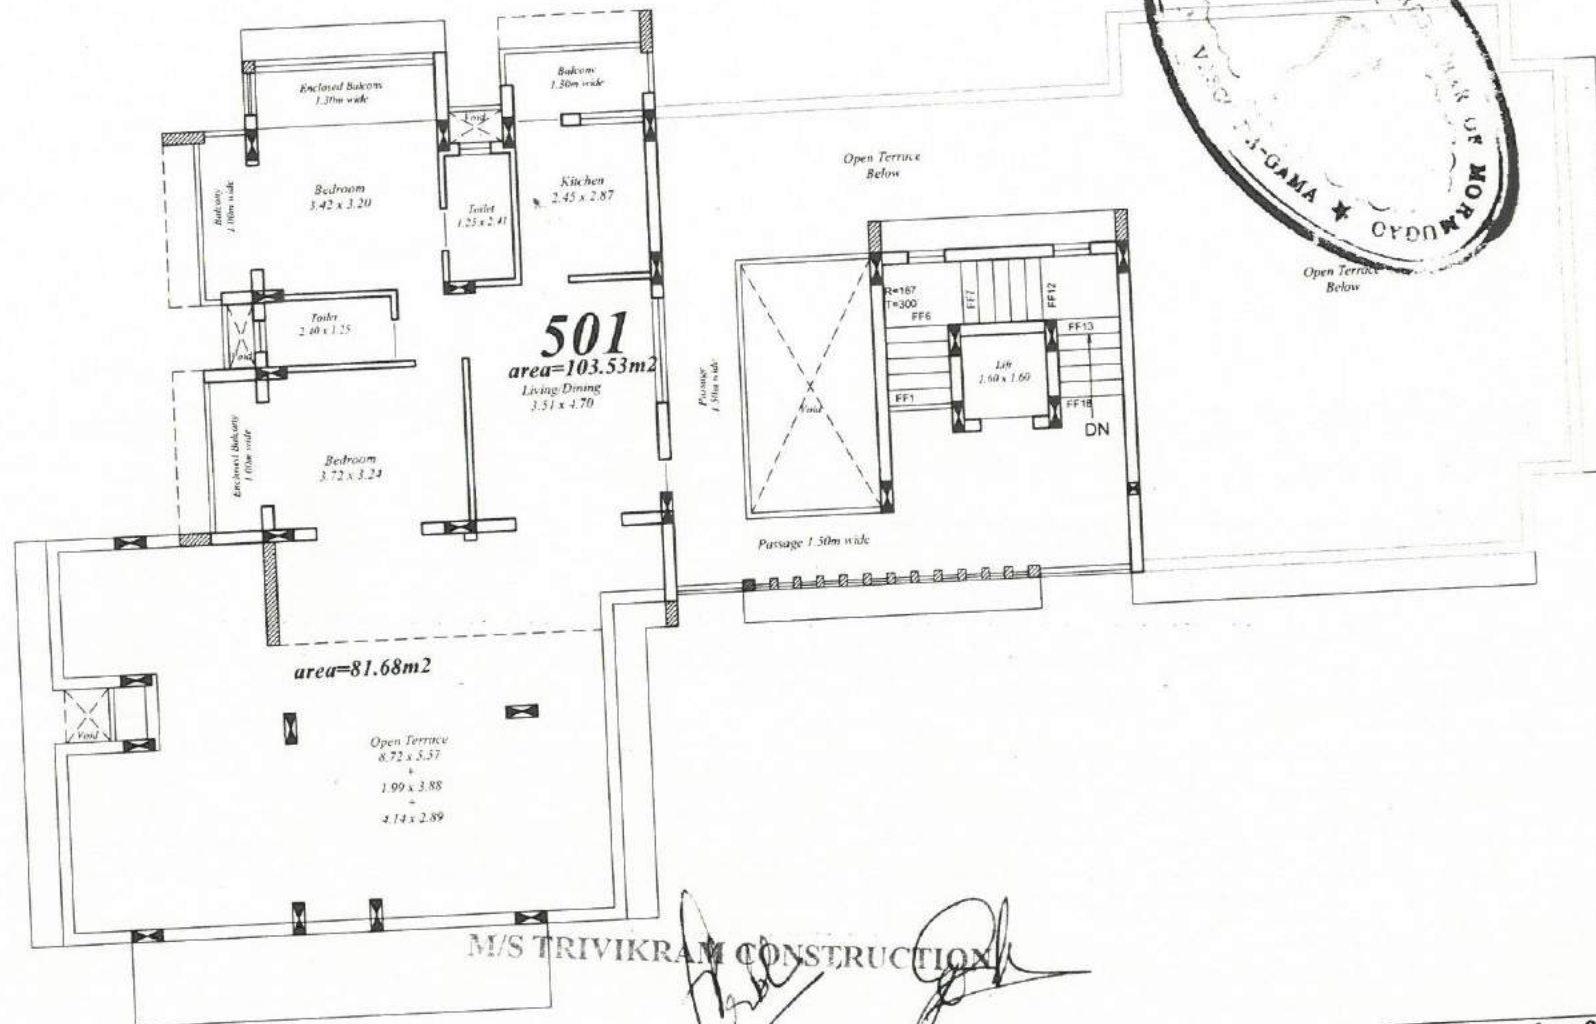 Enclosed Balcony
1.30m wide
Balcony
1.30m wide
Void
Balcony
1.00m wide
Bedroom
3.42 x 3.20
Toilet
1.25 x 2.41
Kitchen
2.45 x 2.87
Open Terrace
Below
Toilet
2.40 x 1.25
Void
501
area=103.53m2
Living/Dining
3.51 x 4.70
Passage
1.50m wide
Void
R=167
T=300
FF6
FF7
FF12
FF13
FF1
FF18
Lift
1.60 x 1.60
DN
OF MORMUGAO ★
-GAMA
Open Terrace
Below
Enclosed Balcony
1.00m wide
Bedroom
3.72 x 3.24
Passage 1.50m wide
area=81.68m2
Void
Open Terrace
8.72 x 5.37
+
1.99 x 3.88
+
4.14 x 2.89
M/S TRIVIKRAM CONSTRUCTION